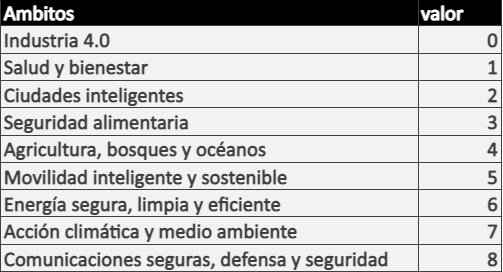 Ambitos valor
Industria 4.0 0
Salud y bienestar 1
Ciudades inteligentes 2
Seguridad alimentaria 3
Agricultura, bosques y océanos 4
Movilidad inteligente y sostenible 5
Energía segura, limpia y eficiente 6
Acción climática y medio ambiente 7
Comunicaciones seguras, defensa y seguridad 8